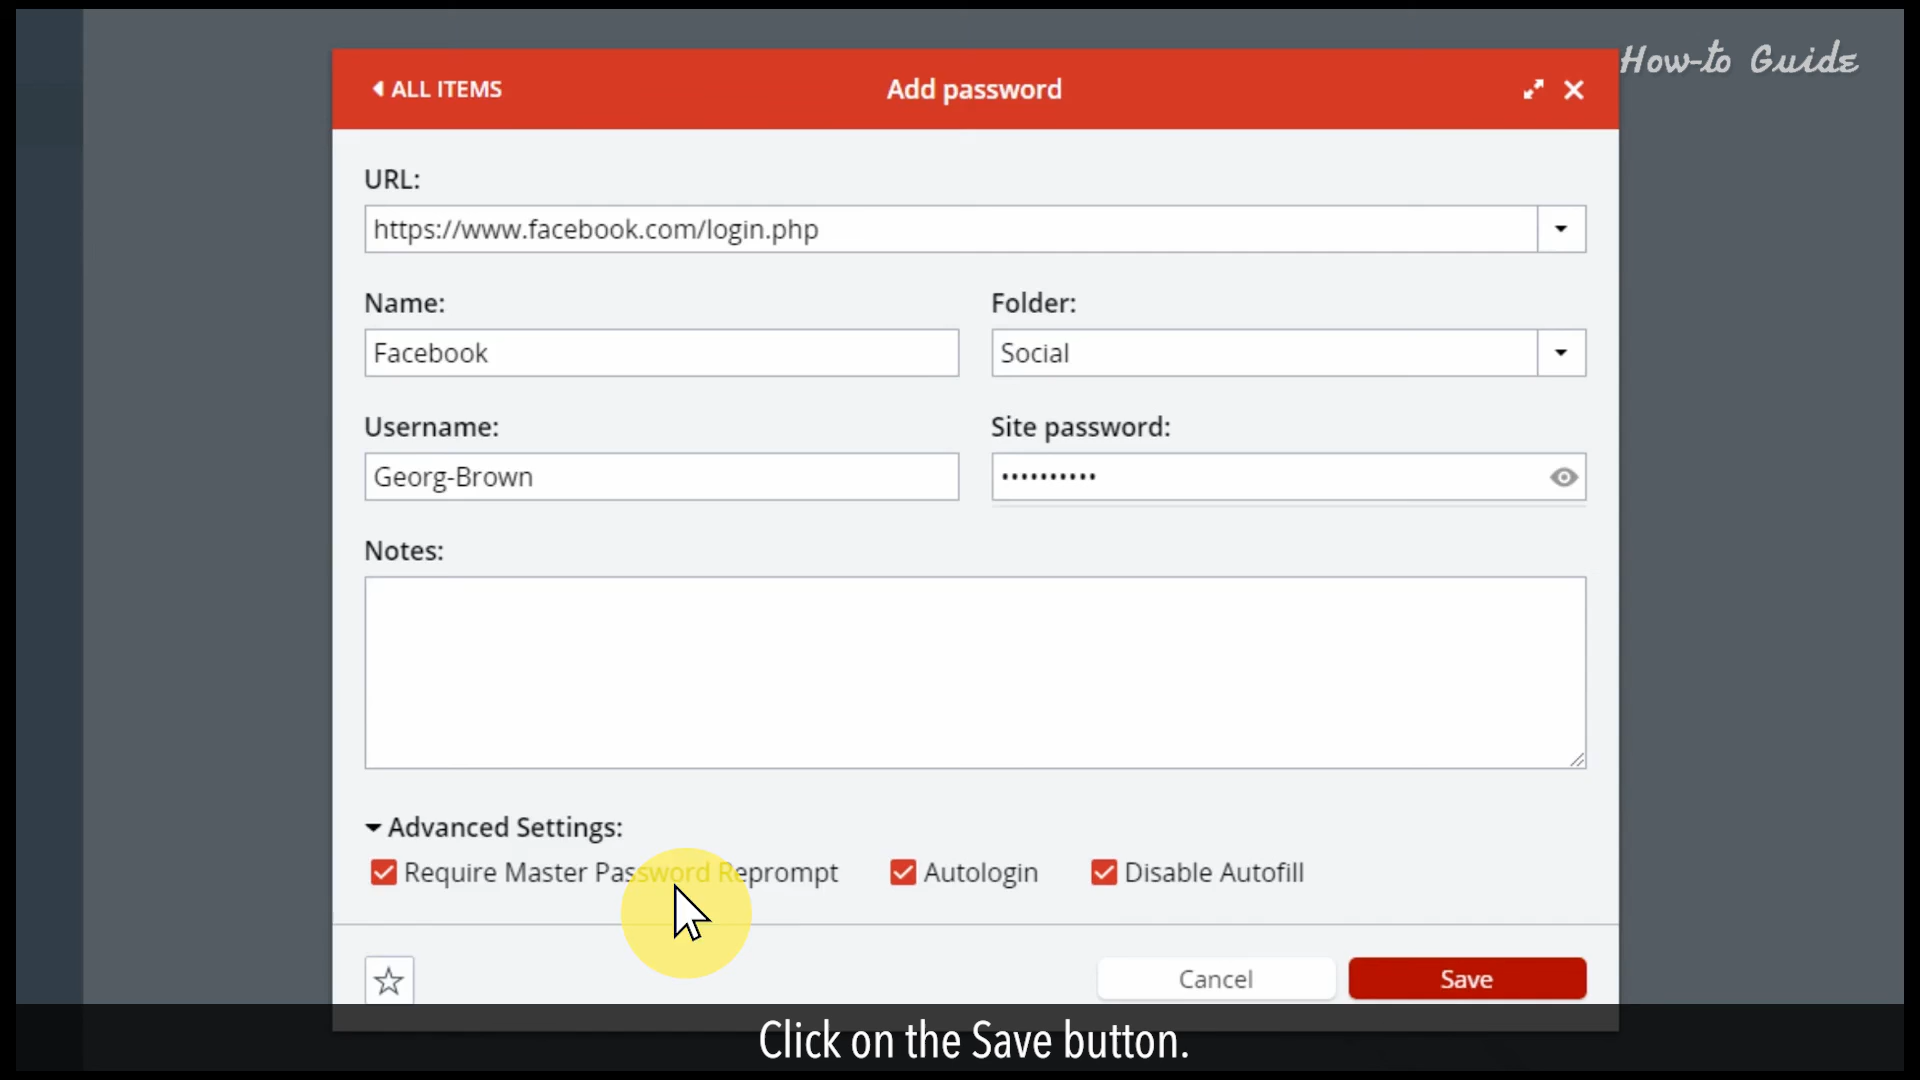 How-to Guide
ALL ITEMS
Add password
URL:
https://www.facebook.com/login.php
Name:
Folder:
Facebook
Social
Username:
Site password:
Georg-Brown
••••••••••
Notes:
Advanced Settings:
Require Master Password Reprompt
Autologin
Disable Autofill
Cancel
Save
Click on the Save button.